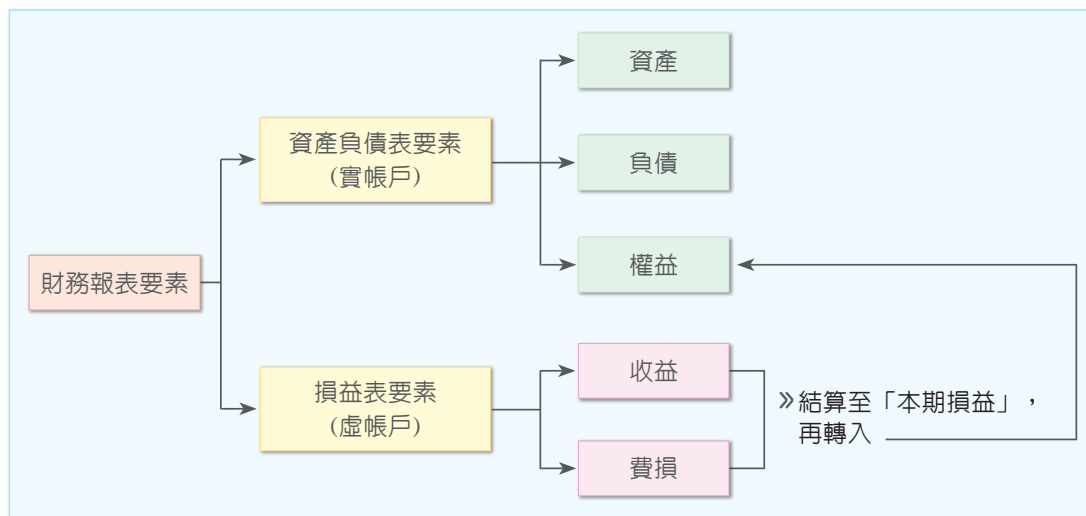 財務報表要素
資產負債表要素
(實帳戶)
資產
負債
權益
損益表要素
(虛帳戶)
收益
費損
»結算至「本期損益」，
再轉入